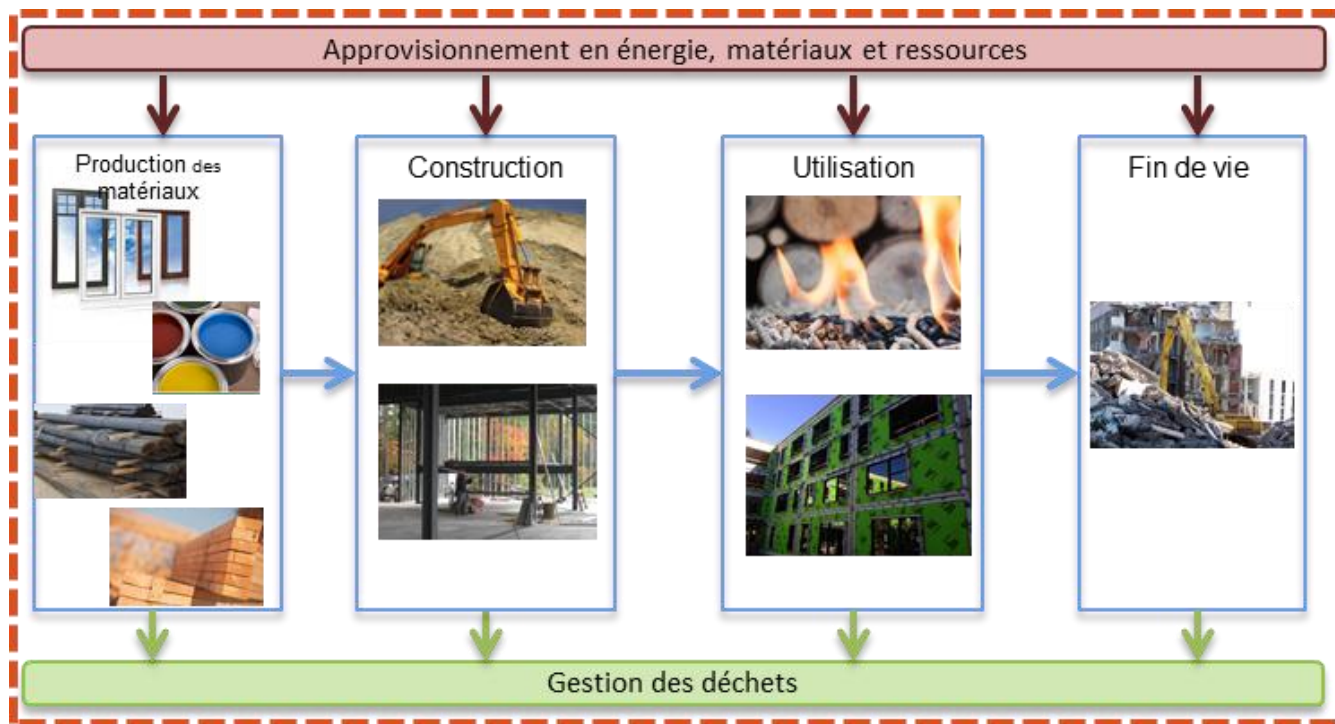 Approvisionnement en énergie, matériaux et ressources
Production des
matériaux
Construction
Utilisation
Fin de vie
Gestion des déchets